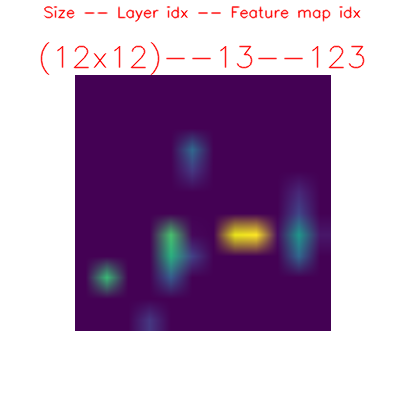 Size -- Layer idx -- Feature map idx
(12x12)--13--123